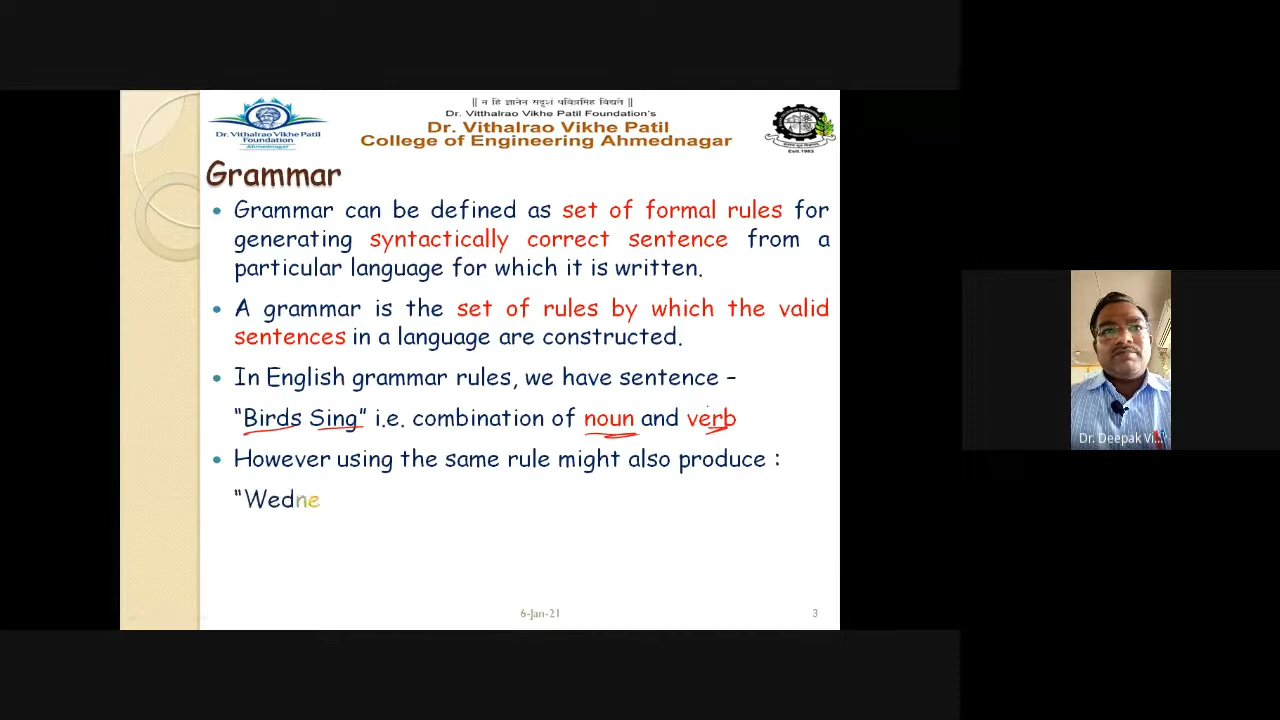 || न हि ज्ञानेन सदृशं पवित्रमिह विद्यते ||
Dr. Vitthalrao Vikhe Patil Foundation's
Dr. Vithalrao Vikhe Patil
College of Engineering Ahmednagar
Dr. Vithalrao Vikhe Patil
Foundation
Ahmednagar
Estt.1983
Grammar
• Grammar can be defined as set of formal rules for
generating syntactically correct sentence from a
particular language for which it is written.
• A grammar is the set of rules by which the valid
sentences in a language are constructed.
• In English grammar rules, we have sentence –
"Birds Sing" i.e. combination of noun and verb
• However using the same rule might also produce :
"Wedne
6-Jan-21
3
Dr. Deepak Vi...